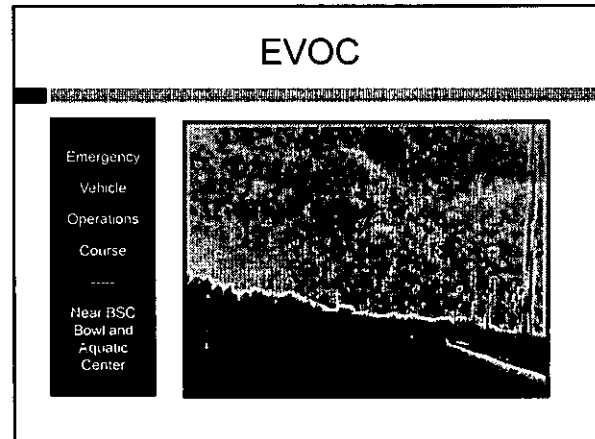 EVOC
Emergency
Vehicle
Operations
Course
-----
Near BSC
Bowl and
Aquatic
Center